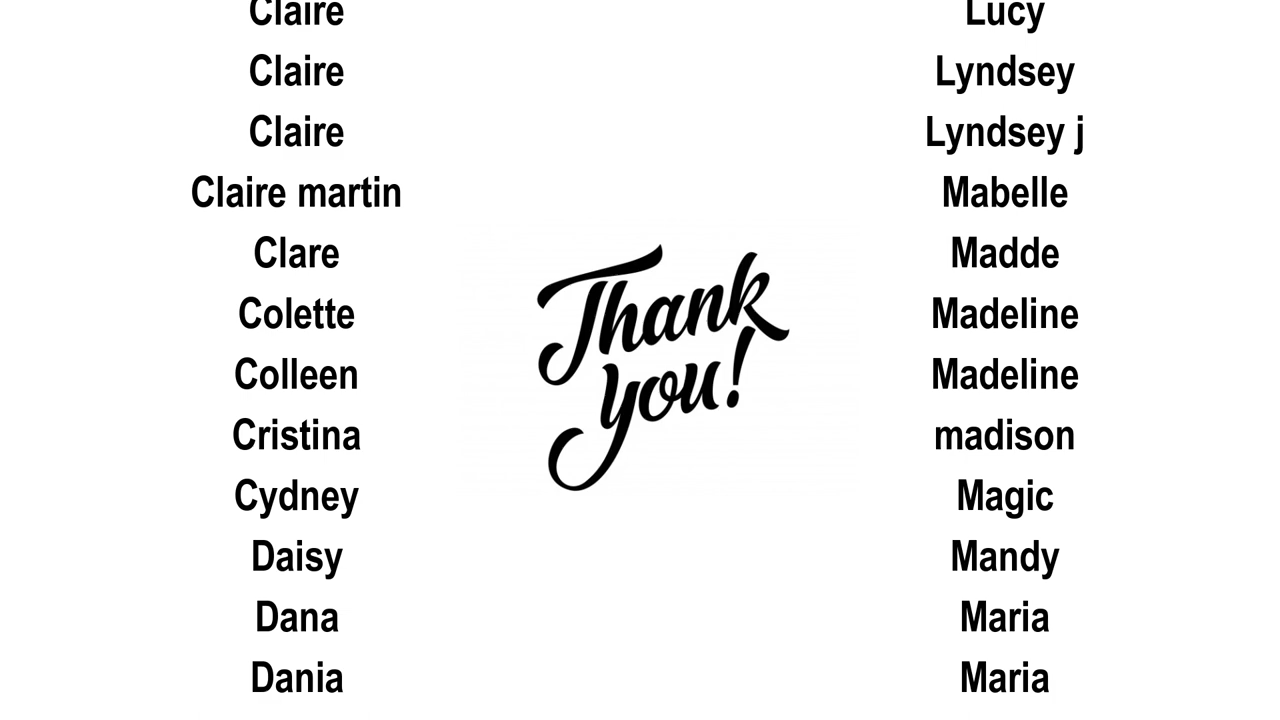 Claire
Claire
Claire
Claire martin
Clare
Colette
Colleen
Cristina
Cydney
Daisy
Dana
Dania
Thank
you!
Lucy
Lyndsey
Lyndsey j
Mabelle
Madde
Madeline
Madeline
madison
Magic
Mandy
Maria
Maria